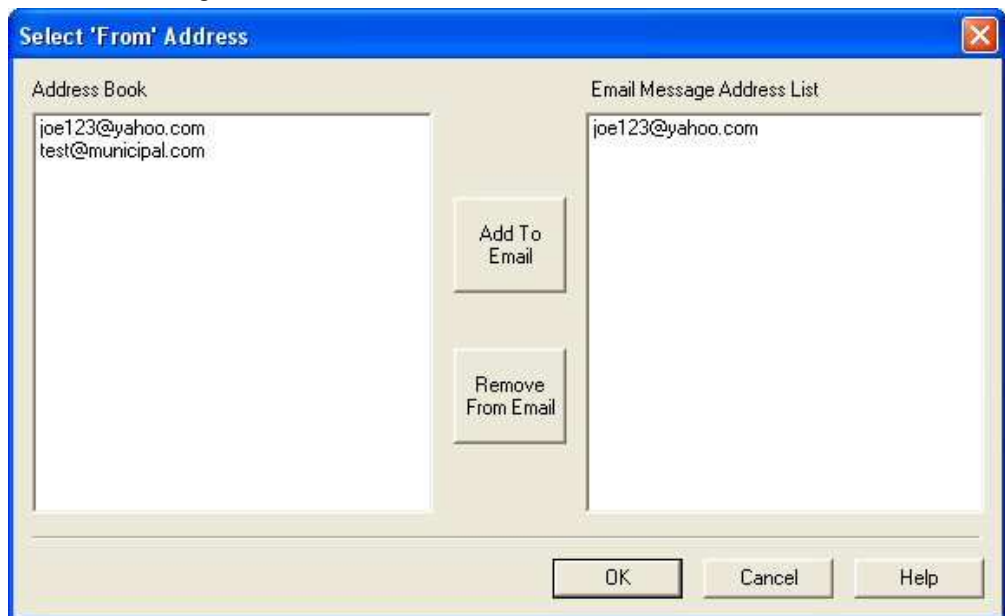 Select 'From' Address
Address Book
Email Message Address List
joe123@yahoo.com
test@municipal.com
joe123@yahoo.com
Add To
Email
Remove
From Email
OK
Cancel
Help